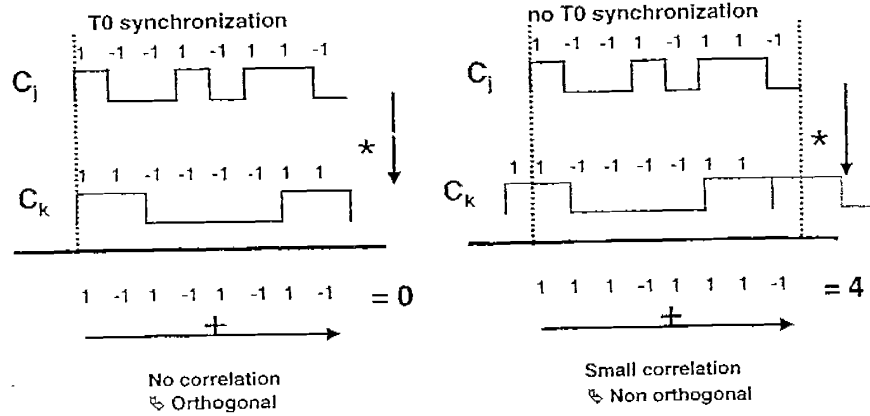 T0 synchronization
1 -1 -1 1 -1 1 1 -1
Cj
*
1 1 -1 -1 -1 -1 1 1
Ck
1 -1 1 -1 1 -1 1 -1 = 0
+
No correlation
↳ Orthogonal
no T0 synchronization
1 -1 -1 1 -1 1 1 -1
Cj
*
1 1 -1 -1 -1 -1 1 1
Ck
1 1 1 -1 1 1 1 -1 = 4
+
Small correlation
↳ Non orthogonal